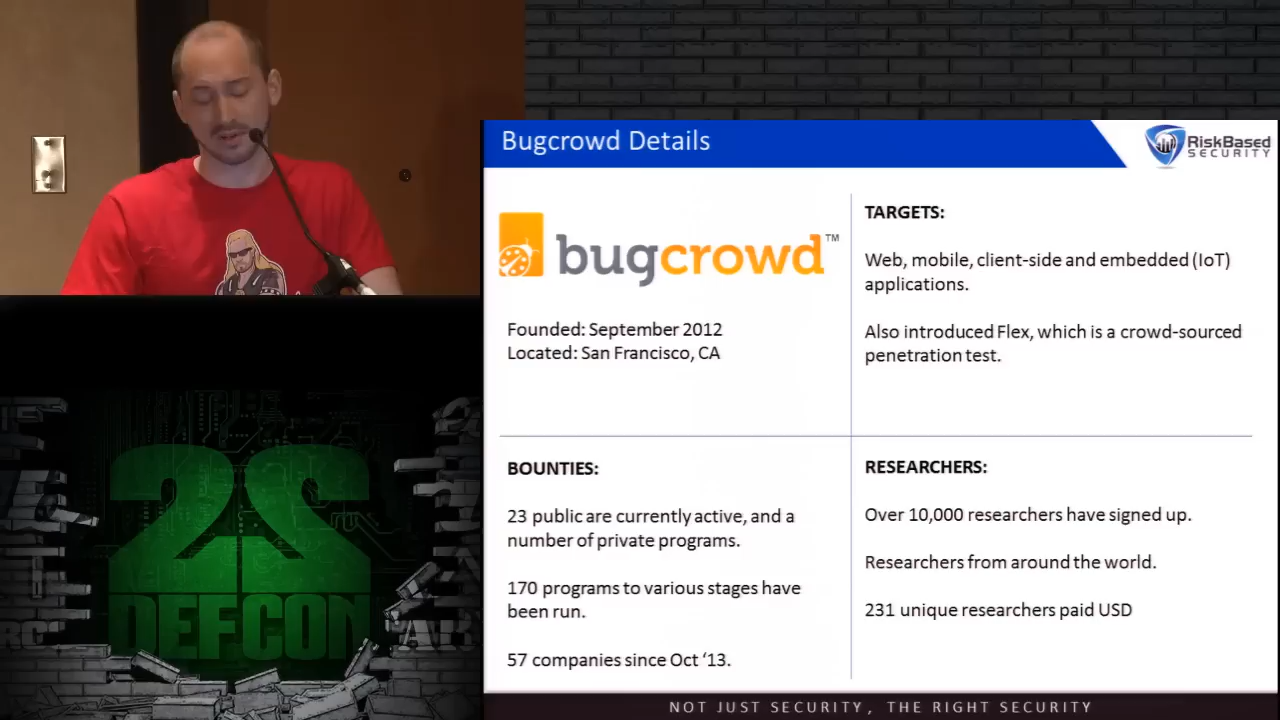 Bugcrowd Details
RiskBased
SECURITY
bugcrowd™
Founded: September 2012
Located: San Francisco, CA
TARGETS:
Web, mobile, client-side and embedded (IoT)
applications.
Also introduced Flex, which is a crowd-sourced
penetration test.
BOUNTIES:
23 public are currently active, and a
number of private programs.
170 programs to various stages have
been run.
57 companies since Oct ‘13.
RESEARCHERS:
Over 10,000 researchers have signed up.
Researchers from around the world.
231 unique researchers paid USD
22
DEFCON
NOT JUST SECURITY, THE RIGHT SECURITY